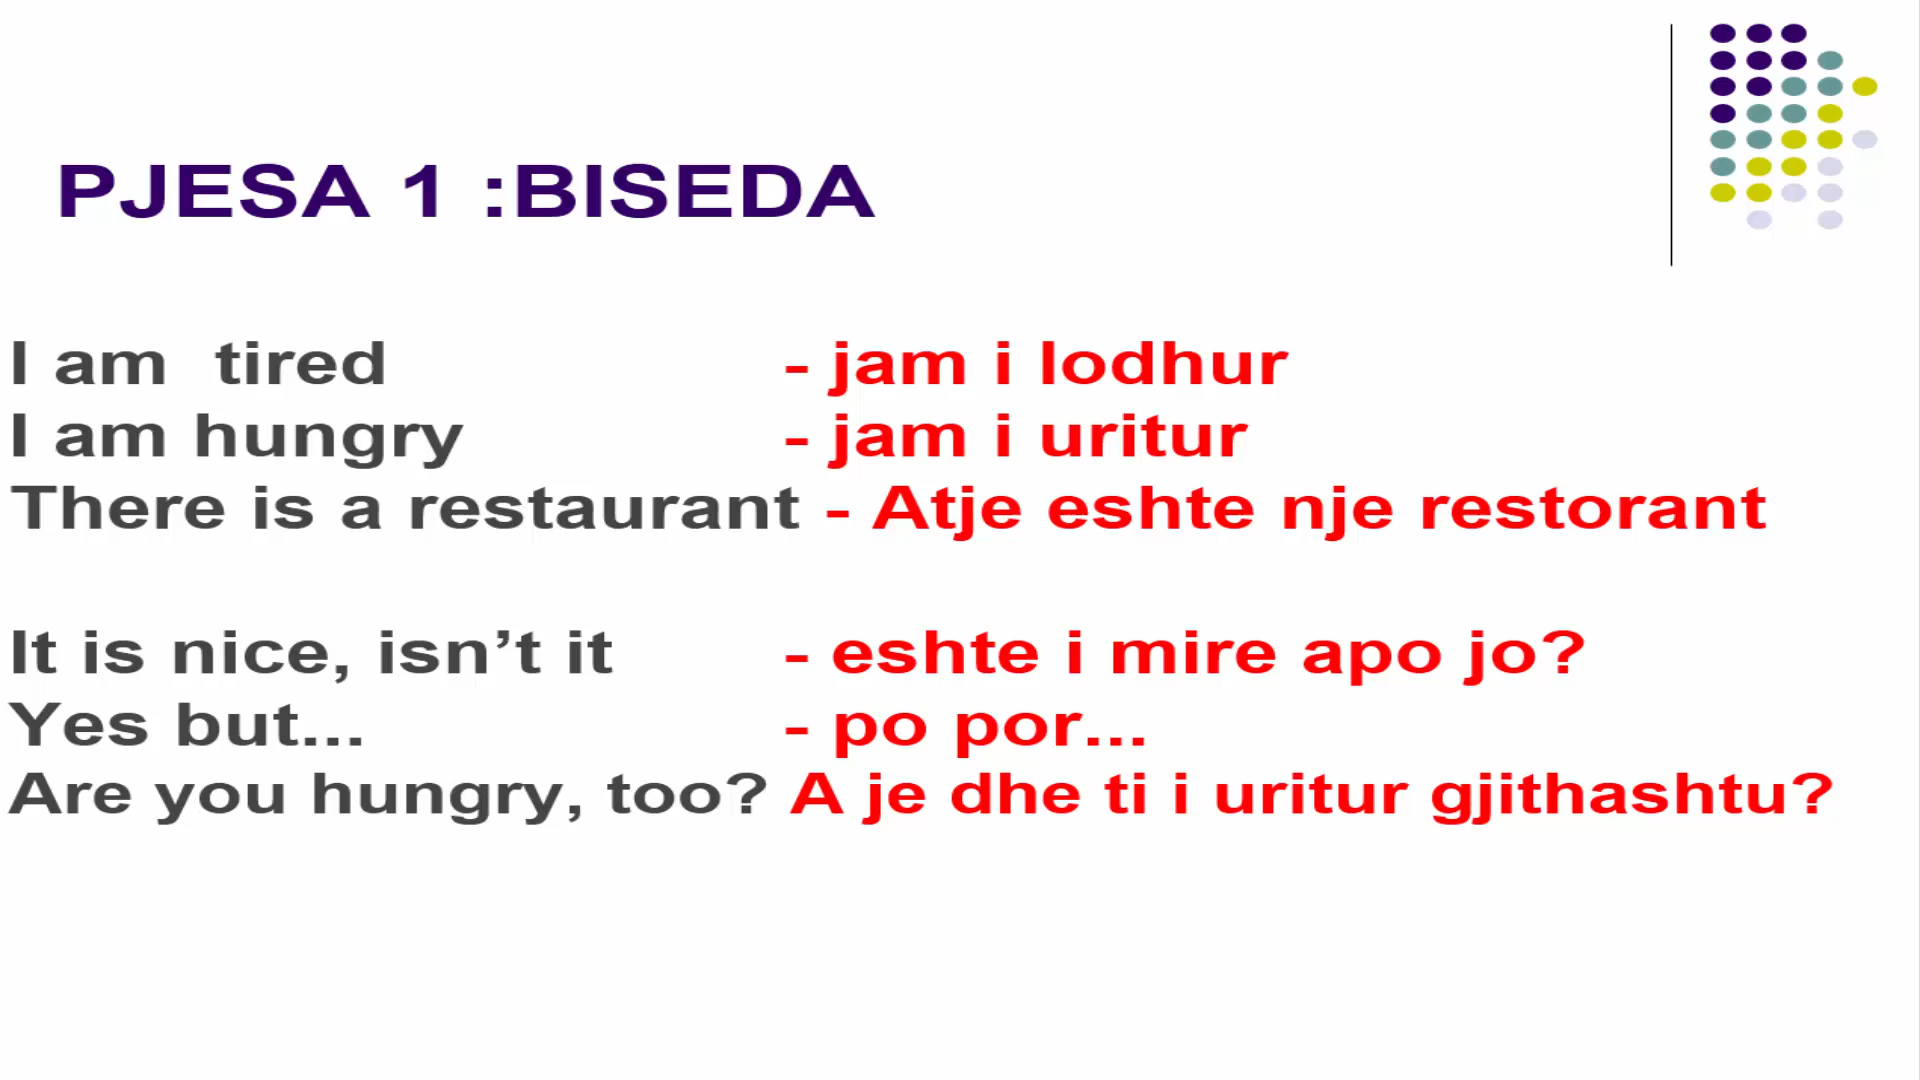 PJESA 1 :BISEDA
I am  tired - jam i lodhur
I am hungry - jam i uritur
There is a restaurant - Atje eshte nje restorant
It is nice, isn’t it - eshte i mire apo jo?
Yes but... - po por...
Are you hungry, too? A je dhe ti i uritur gjithashtu?